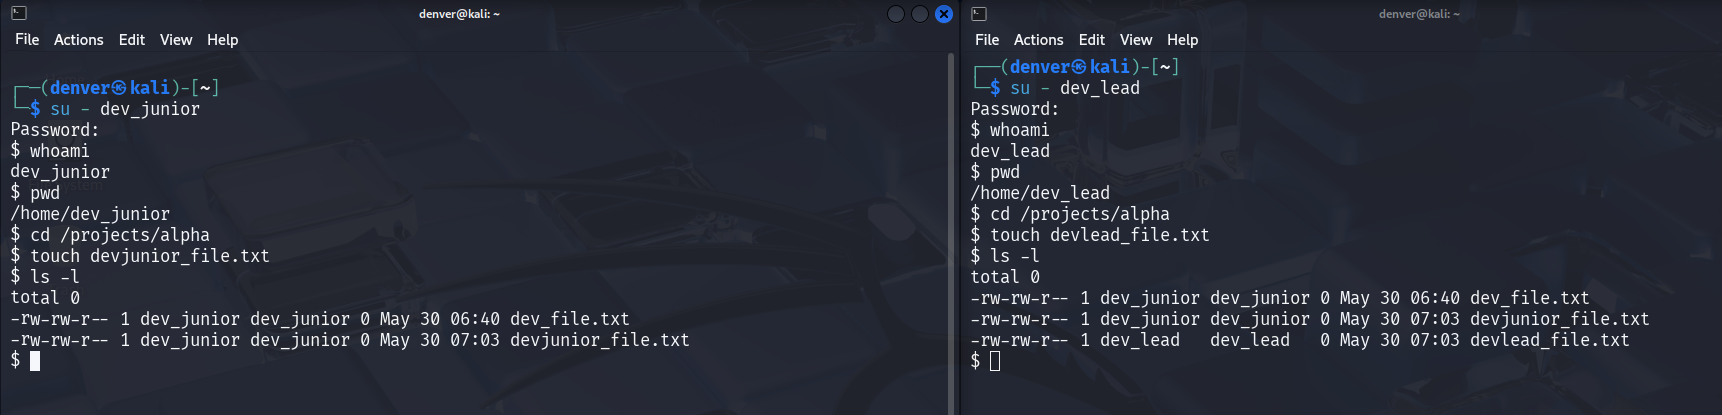 denver@kali: ~
File Actions Edit View Help
┌──(denver㉿kali)-[~]
└─$ su - dev_junior
Password:
$ whoami
dev_junior
$ pwd
/home/dev_junior
$ cd /projects/alpha
$ touch devjunior_file.txt
$ ls -l
total 0
-rw-rw-r-- 1 dev_junior dev_junior 0 May 30 06:40 dev_file.txt
-rw-rw-r-- 1 dev_junior dev_junior 0 May 30 07:03 devjunior_file.txt
$
denver@kali: ~
File Actions Edit View Help
┌──(denver㉿kali)-[~]
└─$ su - dev_lead
Password:
$ whoami
dev_lead
$ pwd
/home/dev_lead
$ cd /projects/alpha
$ touch devlead_file.txt
$ ls -l
total 0
-rw-rw-r-- 1 dev_junior dev_junior 0 May 30 06:40 dev_file.txt
-rw-rw-r-- 1 dev_junior dev_junior 0 May 30 07:03 devjunior_file.txt
-rw-rw-r-- 1 dev_lead   dev_lead   0 May 30 07:03 devlead_file.txt
$